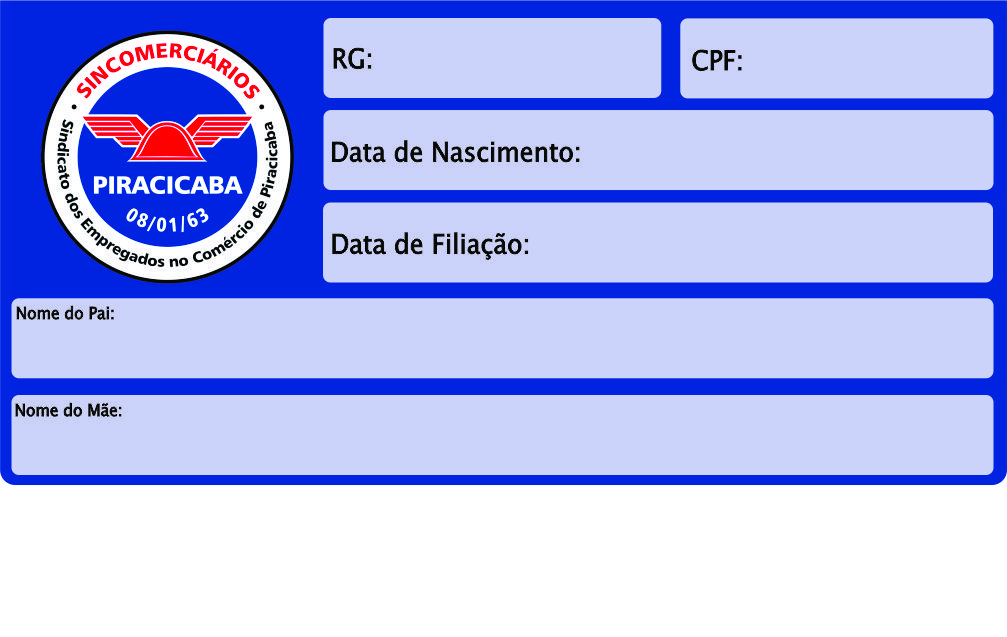 SINCOMERCIÁRIOS
Sindicato dos Empregados no Comércio de Piracicaba
PIRACICABA
08/01/63
RG:
CPF:
Data de Nascimento:
Data de Filiação:
Nome do Pai:
Nome do Mãe: